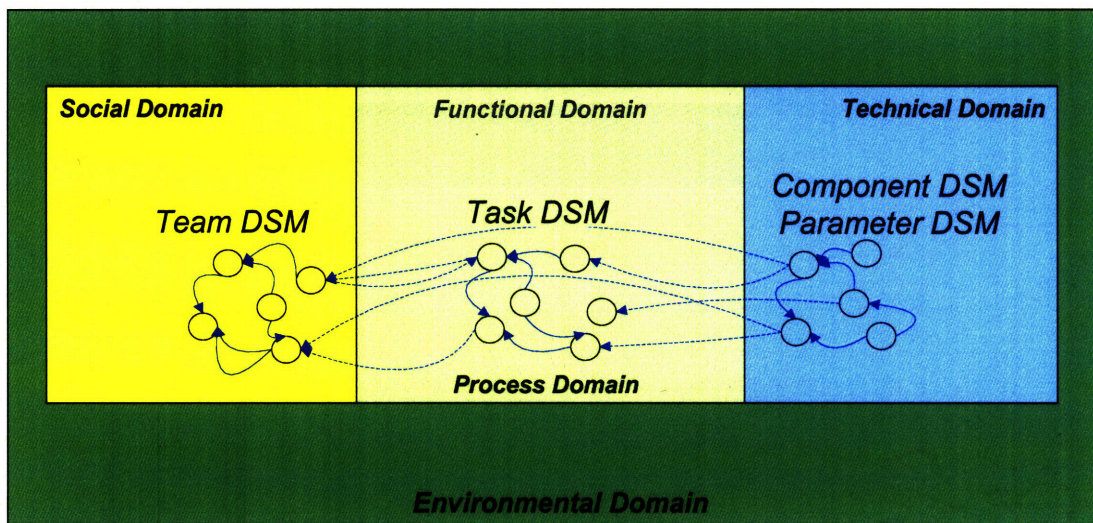 Social Domain
Functional Domain
Technical Domain
Team DSM
Task DSM
Component DSM
Parameter DSM
Process Domain
Environmental Domain